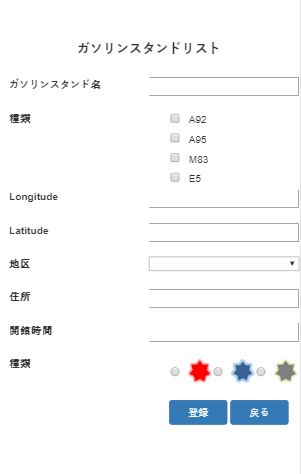 ガソリンスタンドリスト
ガソリンスタンド名
種類
A92
A95
M83
E5
Longitude
Latitude
地区
住所
開館時間
種類
登録 戻る